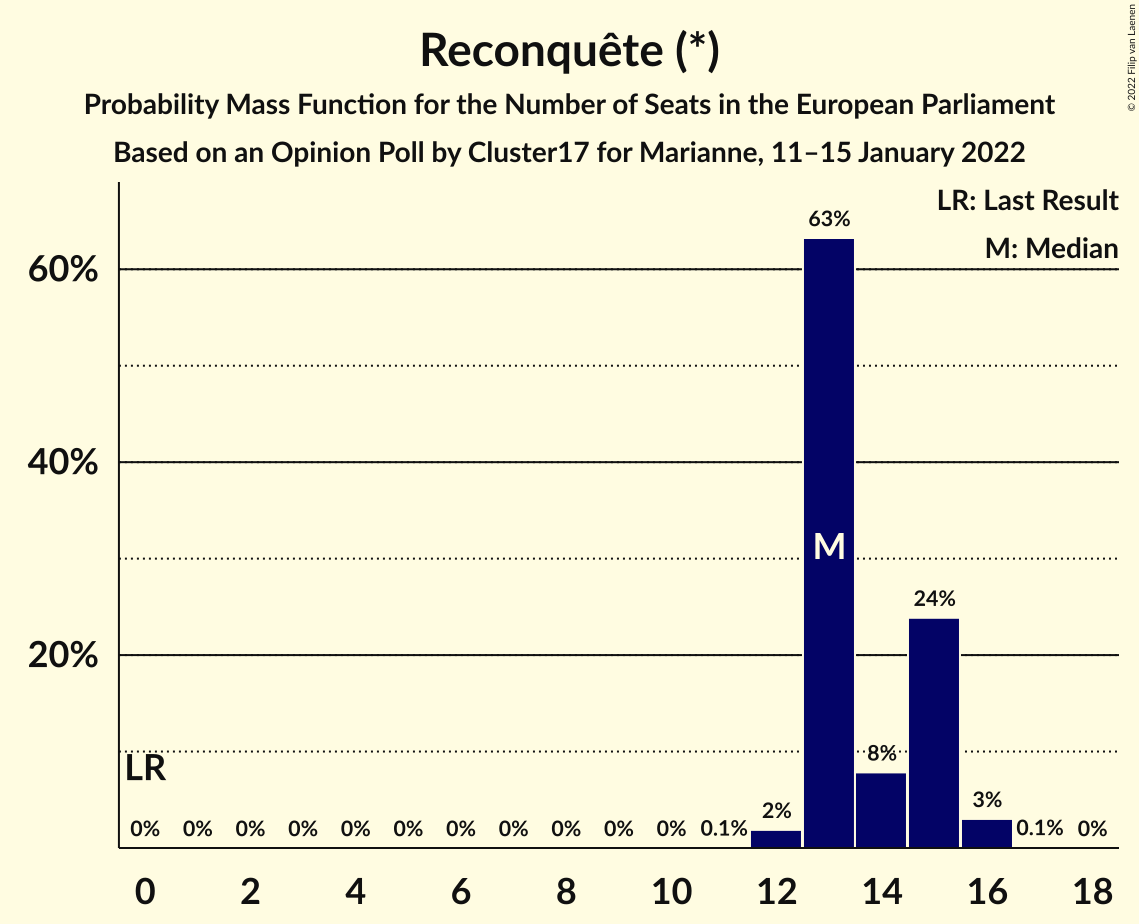 Reconquête (*)
Probability Mass Function for the Number of Seats in the European Parliament
Based on an Opinion Poll by Cluster17 for Marianne, 11–15 January 2022
© 2022 Filip van Laenen
LR: Last Result
M: Median
63%
60%
40%
M
24%
20%
8%
LR
0% 0% 0% 0% 0% 0% 0% 0% 0% 0% 0% 0.1% 2% 3% 0.1% 0%
0 2 4 6 8 10 12 14 16 18